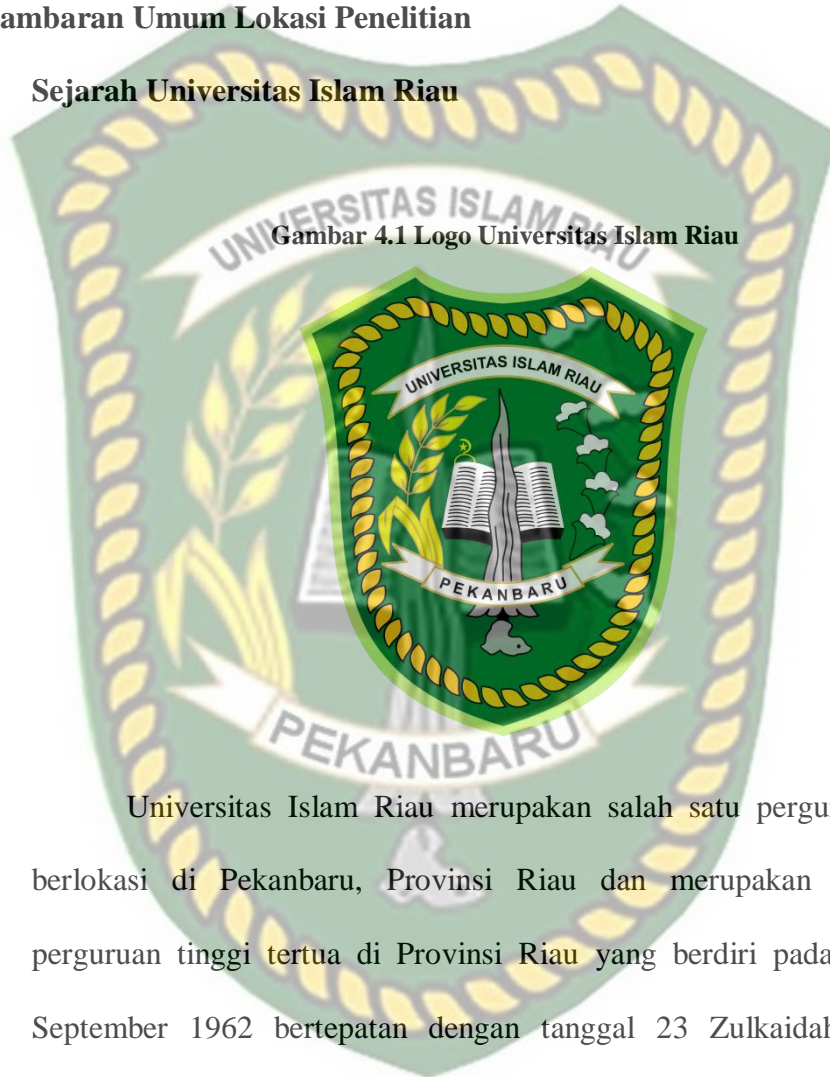 ambaran Umum Lokasi Penelitian
Sejarah Universitas Islam Riau
UNIVERSITAS ISLAM RIAU
Gambar 4.1 Logo Universitas Islam Riau
UNIVERSITAS ISLAM RIAU
PEKANBARU
PEKANBARU
Universitas Islam Riau merupakan salah satu pergu
berlokasi di Pekanbaru, Provinsi Riau dan merupakan
perguruan tinggi tertua di Provinsi Riau yang berdiri pada
September 1962 bertepatan dengan tanggal 23 Zulkaidah